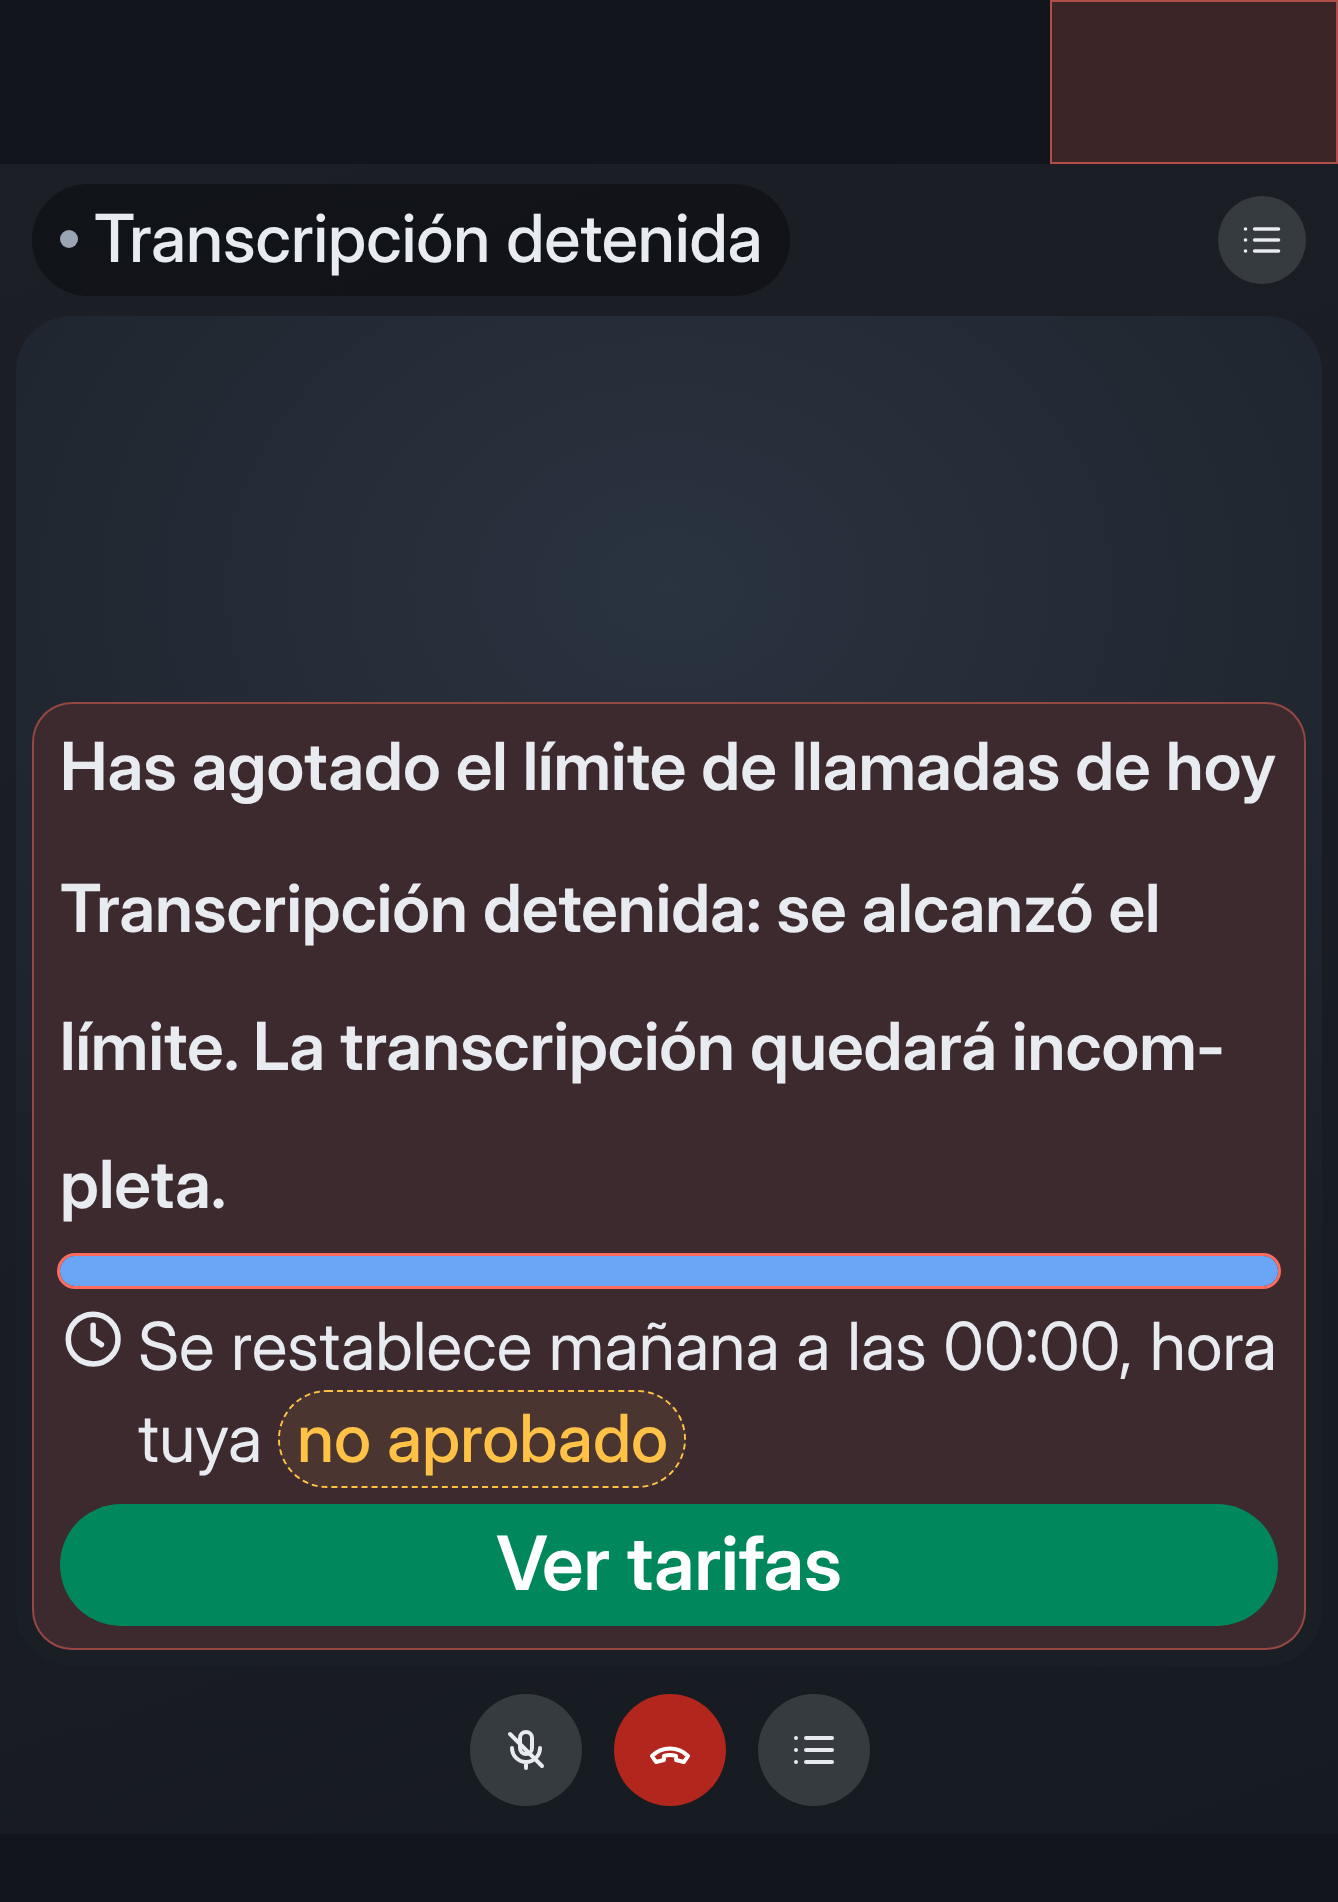 Transcripción detenida
Has agotado el límite de llamadas de hoy
Transcripción detenida: se alcanzó el
límite. La transcripción quedará incom-
pleta.
Se restablece mañana a las 00:00, hora
tuya no aprobado
Ver tarifas